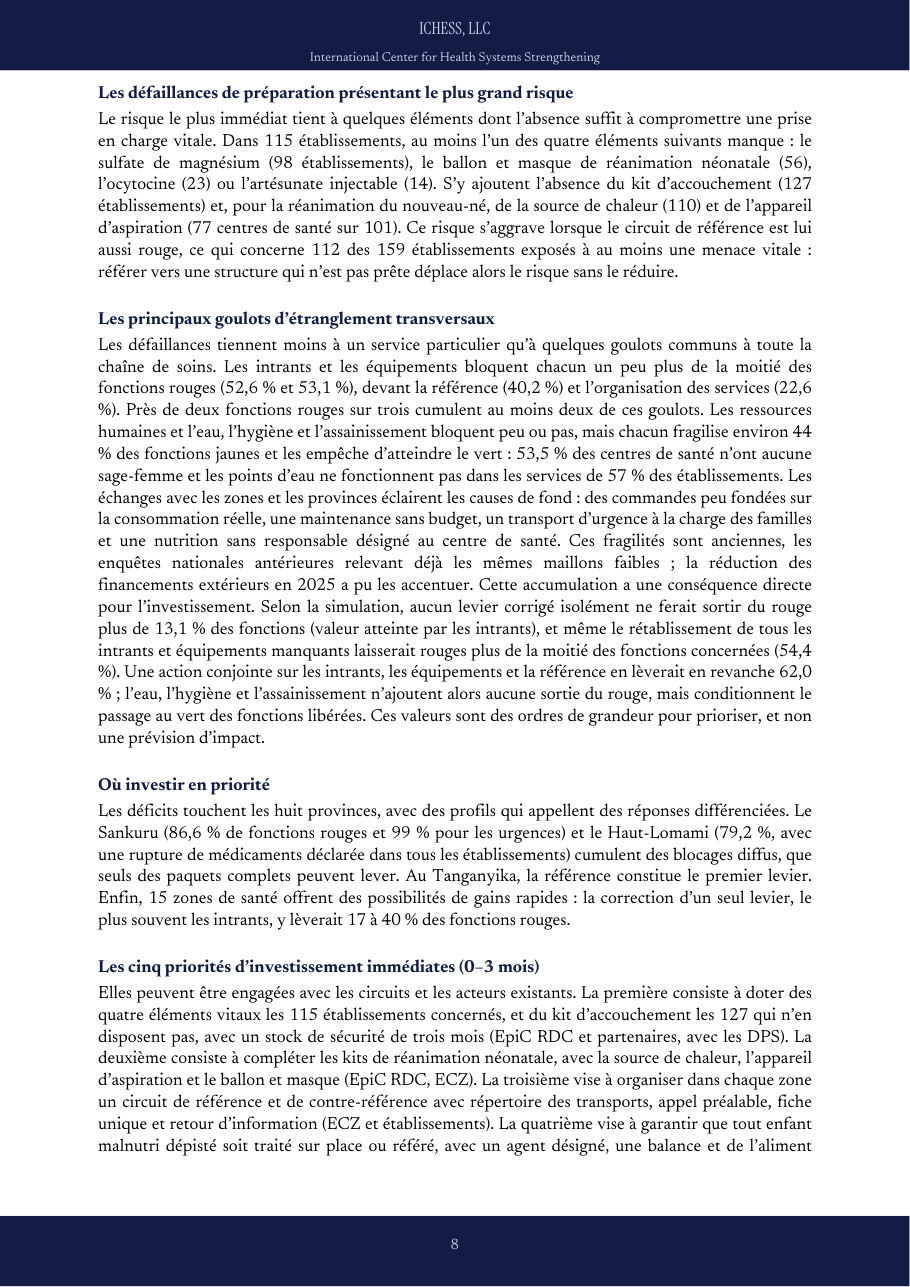 ICHESS, LLC
International Center for Health Systems Strengthening
Les défaillances de préparation présentant le plus grand risque
Le risque le plus immédiat tient à quelques éléments dont l’absence suffit à compromettre une prise
en charge vitale. Dans 115 établissements, au moins l’un des quatre éléments suivants manque : le
sulfate de magnésium (98 établissements), le ballon et masque de réanimation néonatale (56),
l’ocytocine (23) ou l’artésunate injectable (14). S’y ajoutent l’absence du kit d’accouchement (127
établissements) et, pour la réanimation du nouveau-né, de la source de chaleur (110) et de l’appareil
d’aspiration (77 centres de santé sur 101). Ce risque s’aggrave lorsque le circuit de référence est lui
aussi rouge, ce qui concerne 112 des 159 établissements exposés à au moins une menace vitale :
référer vers une structure qui n’est pas prête déplace alors le risque sans le réduire.
Les principaux goulots d’étranglement transversaux
Les défaillances tiennent moins à un service particulier qu’à quelques goulots communs à toute la
chaîne de soins. Les intrants et les équipements bloquent chacun un peu plus de la moitié des
fonctions rouges (52,6 % et 53,1 %), devant la référence (40,2 %) et l’organisation des services (22,6
%). Près de deux fonctions rouges sur trois cumulent au moins deux de ces goulots. Les ressources
humaines et l’eau, l’hygiène et l’assainissement bloquent peu ou pas, mais chacun fragilise environ 44
% des fonctions jaunes et les empêche d’atteindre le vert : 53,5 % des centres de santé n’ont aucune
sage-femme et les points d’eau ne fonctionnent pas dans les services de 57 % des établissements. Les
échanges avec les zones et les provinces éclairent les causes de fond : des commandes peu fondées sur
la consommation réelle, une maintenance sans budget, un transport d’urgence à la charge des familles
et une nutrition sans responsable désigné au centre de santé. Ces fragilités sont anciennes, les
enquêtes nationales antérieures relevant déjà les mêmes maillons faibles ; la réduction des
financements extérieurs en 2025 a pu les accentuer. Cette accumulation a une conséquence directe
pour l’investissement. Selon la simulation, aucun levier corrigé isolément ne ferait sortir du rouge
plus de 13,1 % des fonctions (valeur atteinte par les intrants), et même le rétablissement de tous les
intrants et équipements manquants laisserait rouges plus de la moitié des fonctions concernées (54,4
%). Une action conjointe sur les intrants, les équipements et la référence en lèverait en revanche 62,0
% ; l’eau, l’hygiène et l’assainissement n’ajoutent alors aucune sortie du rouge, mais conditionnent le
passage au vert des fonctions libérées. Ces valeurs sont des ordres de grandeur pour prioriser, et non
une prévision d’impact.
Où investir en priorité
Les déficits touchent les huit provinces, avec des profils qui appellent des réponses différenciées. Le
Sankuru (86,6 % de fonctions rouges et 99 % pour les urgences) et le Haut-Lomami (79,2 %, avec
une rupture de médicaments déclarée dans tous les établissements) cumulent des blocages diffus, que
seuls des paquets complets peuvent lever. Au Tanganyika, la référence constitue le premier levier.
Enfin, 15 zones de santé offrent des possibilités de gains rapides : la correction d’un seul levier, le
plus souvent les intrants, y lèverait 17 à 40 % des fonctions rouges.
Les cinq priorités d’investissement immédiates (0–3 mois)
Elles peuvent être engagées avec les circuits et les acteurs existants. La première consiste à doter des
quatre éléments vitaux les 115 établissements concernés, et du kit d’accouchement les 127 qui n’en
disposent pas, avec un stock de sécurité de trois mois (EpiC RDC et partenaires, avec les DPS). La
deuxième consiste à compléter les kits de réanimation néonatale, avec la source de chaleur, l’appareil
d’aspiration et le ballon et masque (EpiC RDC, ECZ). La troisième vise à organiser dans chaque zone
un circuit de référence et de contre-référence avec répertoire des transports, appel préalable, fiche
unique et retour d’information (ECZ et établissements). La quatrième vise à garantir que tout enfant
malnutri dépisté soit traité sur place ou référé, avec un agent désigné, une balance et de l’aliment
8